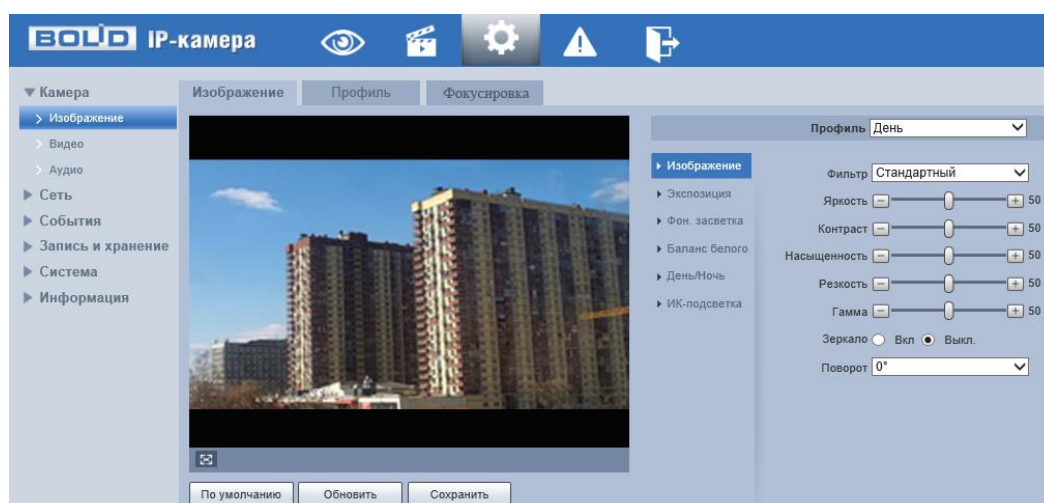 BOLID IP-камера
Камера
Изображение
Видео
Аудио
Сеть
События
Запись и хранение
Система
Информация
Изображение Профиль Фокусировка
По умолчанию Обновить Сохранить
Изображение
Экспозиция
Фон. засветка
Баланс белого
День/Ночь
ИК-подсветка
Профиль День
Фильтр Стандартный
Яркость 50
Контраст 50
Насыщенность 50
Резкость 50
Гамма 50
Зеркало Вкл Выкл.
Поворот 0°